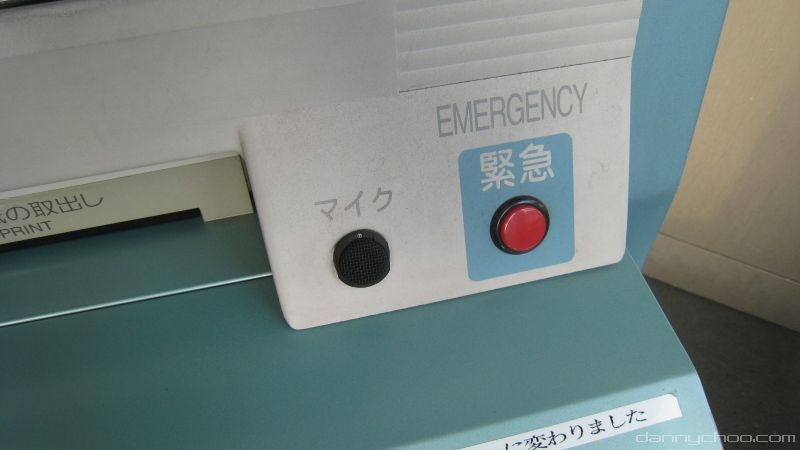 EMERGENCY
緊急
マイク
の取出し
PRINT
に変わりました
dannychoo.com